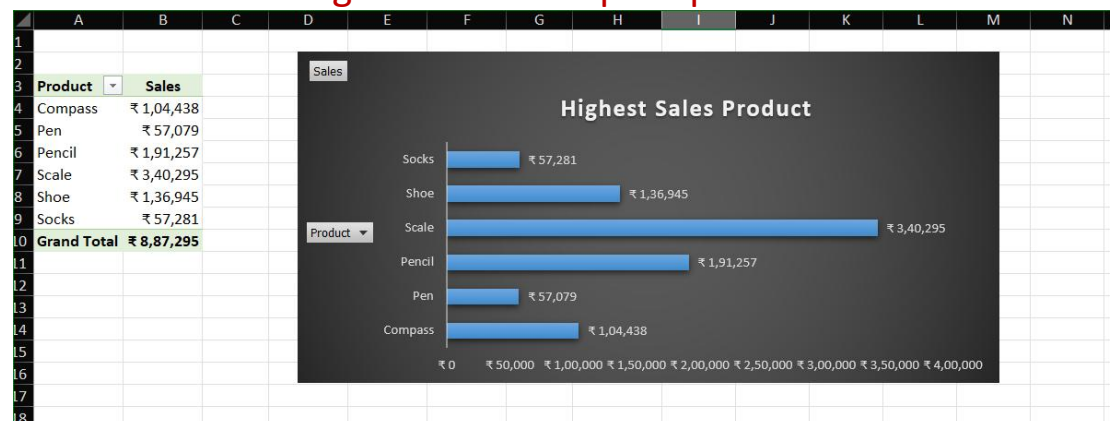 A B C D E F G H I J K L M N
1
2
3 Product Sales
4 Compass ₹ 1,04,438
5 Pen ₹ 57,079
6 Pencil ₹ 1,91,257
7 Scale ₹ 3,40,295
8 Shoe ₹ 1,36,945
9 Socks ₹ 57,281
10 Grand Total ₹ 8,87,295
11
12
13
14
15
16
17
18
Sales
Highest Sales Product
Socks ₹ 57,281
Shoe ₹ 1,36,945
Product
Scale ₹ 3,40,295
Pencil ₹ 1,91,257
Pen ₹ 57,079
Compass ₹ 1,04,438
₹ 0 ₹ 50,000 ₹ 1,00,000 ₹ 1,50,000 ₹ 2,00,000 ₹ 2,50,000 ₹ 3,00,000 ₹ 3,50,000 ₹ 4,00,000